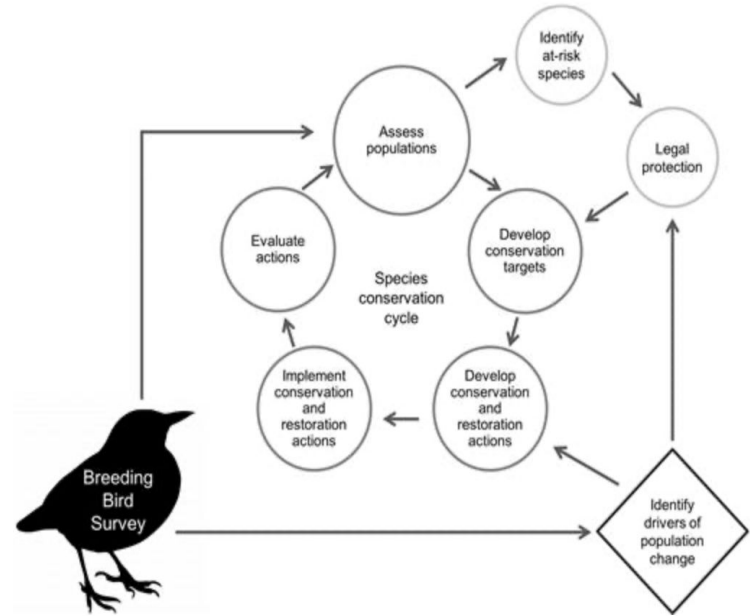 Identify
at-risk
species
Assess
populations
Legal
protection
Evaluate
actions
Develop
conservation
targets
Species
conservation
cycle
Implement
conservation
and
restoration
actions
Develop
conservation and
restoration
actions
Breeding
Bird
Survey
Identify
drivers of
population
change